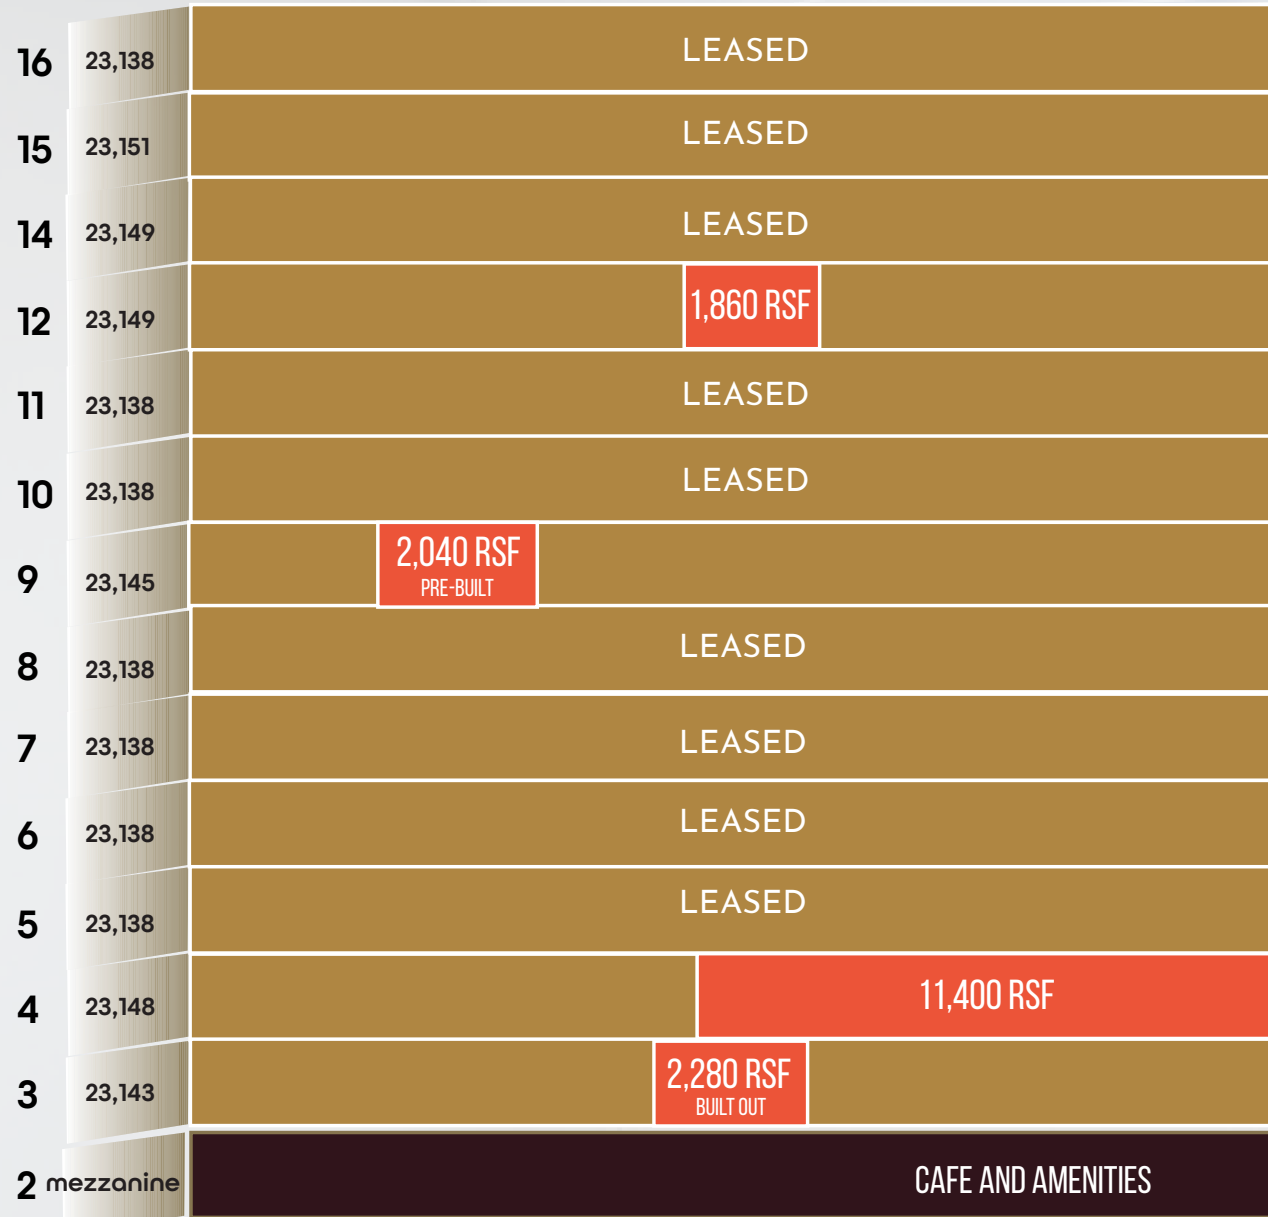 16 23,138 LEASED
15 23,151 LEASED
14 23,149 LEASED
12 23,149 1,860 RSF
11 23,138 LEASED
10 23,138 LEASED
9 23,145 2,040 RSF
PRE-BUILT
8 23,138 LEASED
7 23,138 LEASED
6 23,138 LEASED
5 23,138 LEASED
4 23,148 11,400 RSF
3 23,143 2,280 RSF
BUILT OUT
2 mezzanine CAFE AND AMENITIES